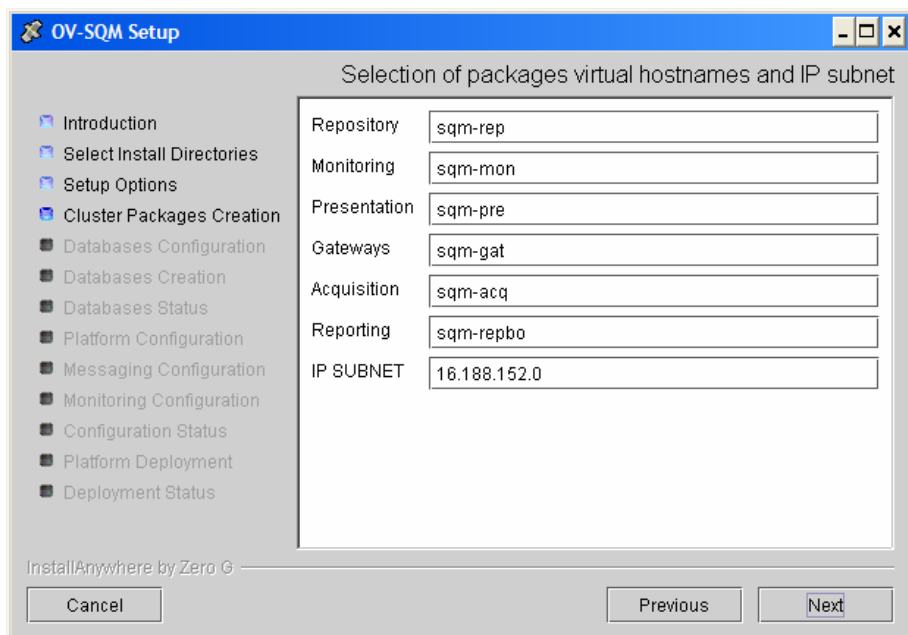 OV-SQM Setup
Selection of packages virtual hostnames and IP subnet
Introduction
Select Install Directories
Setup Options
Cluster Packages Creation
Databases Configuration
Databases Creation
Databases Status
Platform Configuration
Messaging Configuration
Monitoring Configuration
Configuration Status
Platform Deployment
Deployment Status
Repository sqm-rep
Monitoring sqm-mon
Presentation sqm-pre
Gateways sqm-gat
Acquisition sqm-acq
Reporting sqm-repbo
IP SUBNET 16.188.152.0
InstallAnywhere by Zero G
Cancel Previous Next